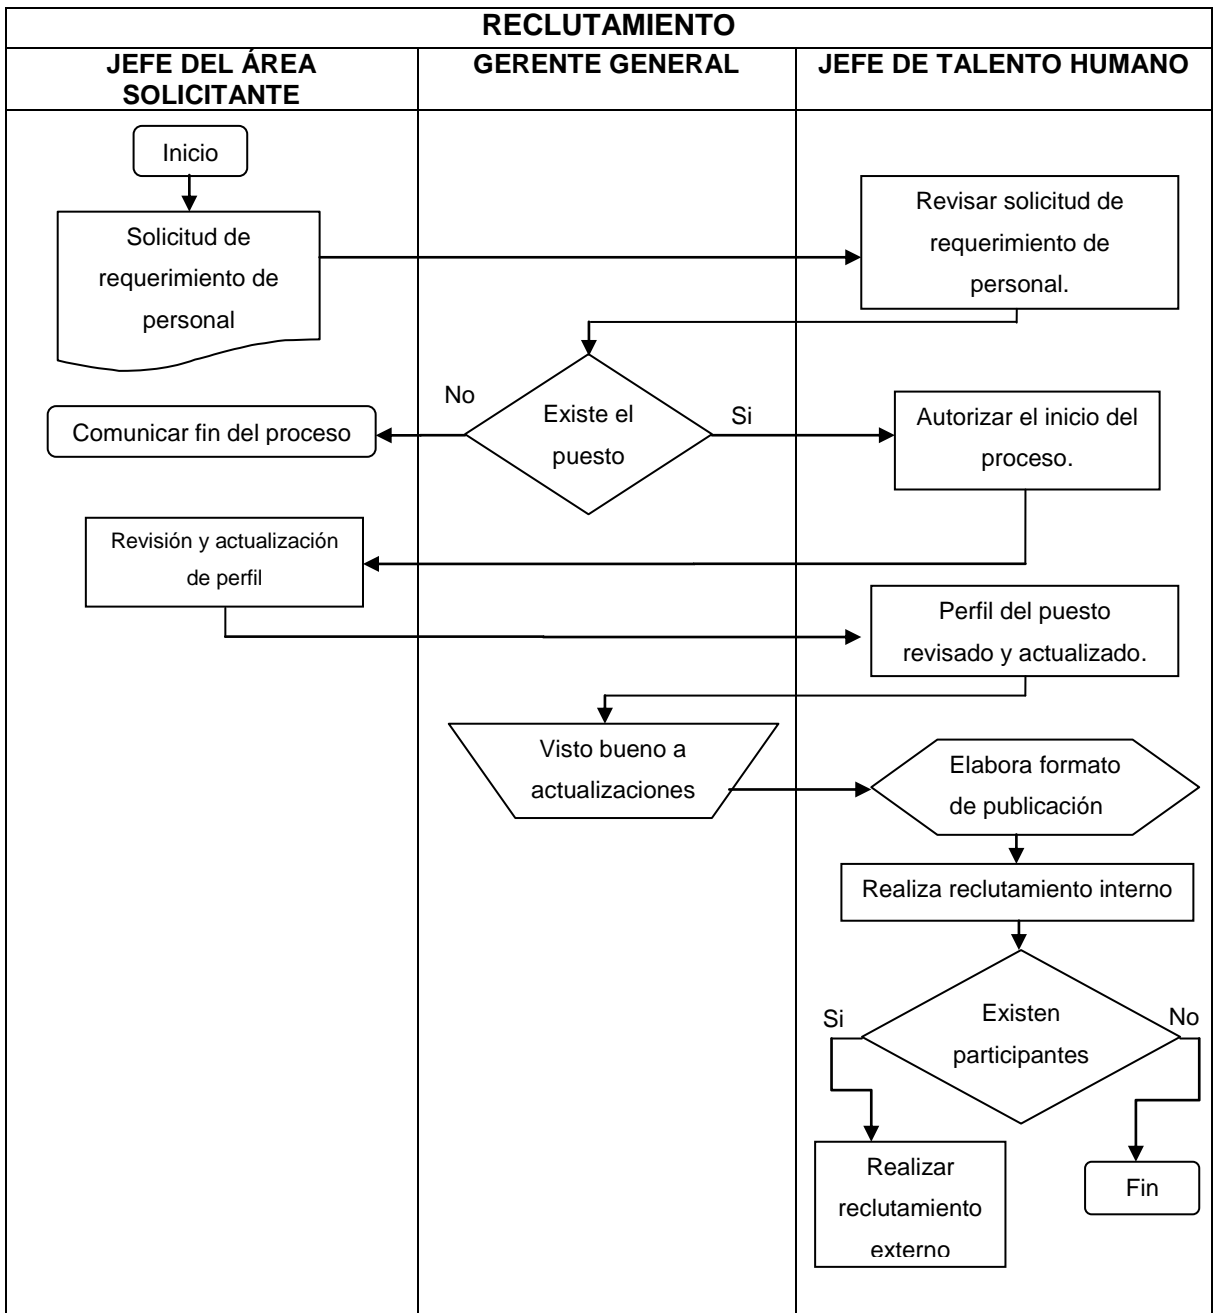 RECLUTAMIENTO
JEFE DEL ÁREA
SOLICITANTE
GERENTE GENERAL
JEFE DE TALENTO HUMANO
Inicio
Solicitud de
requerimiento de
personal
Revisar solicitud de
requerimiento de
personal.
Existe el
puesto
No
Si
Comunicar fin del proceso
Autorizar el inicio del
proceso.
Revisión y actualización
de perfil
Perfil del puesto
revisado y actualizado.
Visto bueno a
actualizaciones
Elabora formato
de publicación
Realiza reclutamiento interno
Existen
participantes
Si
No
Realizar
reclutamiento
externo
Fin